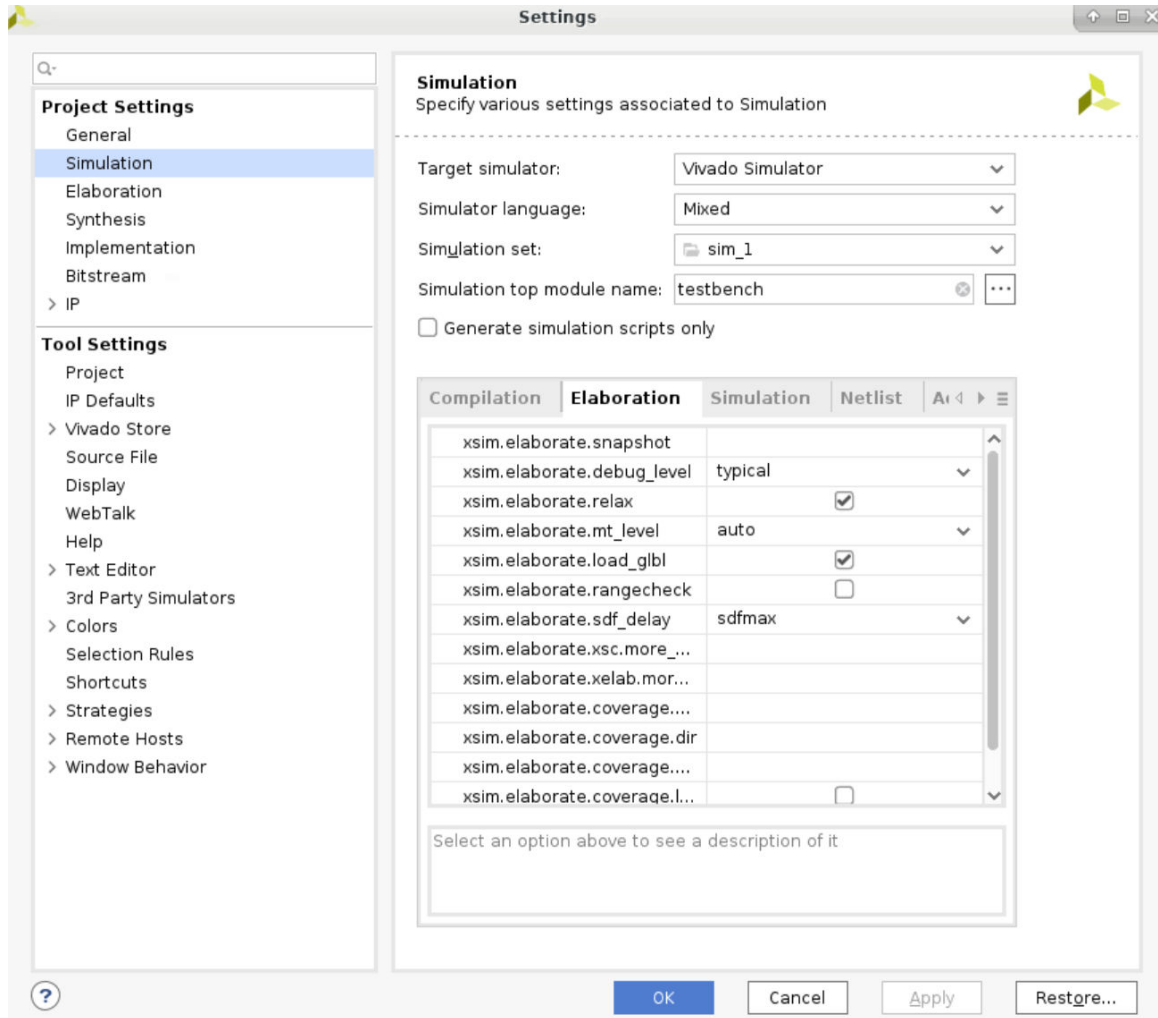 Settings
Project Settings
General
Simulation
Elaboration
Synthesis
Implementation
Bitstream
> IP
Tool Settings
Project
IP Defaults
> Vivado Store
Source File
Display
WebTalk
Help
> Text Editor
3rd Party Simulators
> Colors
Selection Rules
Shortcuts
> Strategies
> Remote Hosts
> Window Behavior
Simulation
Specify various settings associated to Simulation
Target simulator: Vivado Simulator
Simulator language: Mixed
Simulation set: sim_1
Simulation top module name: testbench ...
Generate simulation scripts only
Compilation Elaboration Simulation Netlist
xsim.elaborate.snapshot
xsim.elaborate.debug_level typical
xsim.elaborate.relax
xsim.elaborate.mt_level auto
xsim.elaborate.load_glbl
xsim.elaborate.rangecheck
xsim.elaborate.sdf_delay sdfmax
xsim.elaborate.xsc.more_...
xsim.elaborate.xelab.mor...
xsim.elaborate.coverage....
xsim.elaborate.coverage.dir
xsim.elaborate.coverage....
xsim.elaborate.coverage.l...
Select an option above to see a description of it
? OK Cancel Apply Restore...